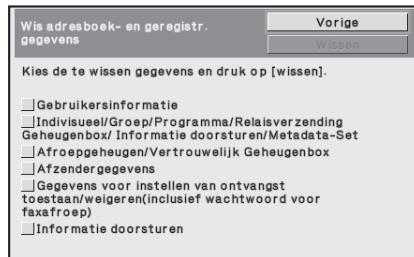 Wis adresboek- en geregistr.
gegevens
Vorige
Wissen
Kies de te wissen gegevens en druk op [wissen].
Gebruikersinformatie
Indivisueel/Groep/Programma/Relaisverzending
Geheugenbox/ Informatie doorsturen/Metadata-Set
Afroepgeheugen/Vertrouwelijk Geheugenbox
Afzendergegevens
Gegevens voor instellen van ontvangst
toestaan/weigeren(inclusief wachtwoord voor
faxafroep)
Informatie doorsturen